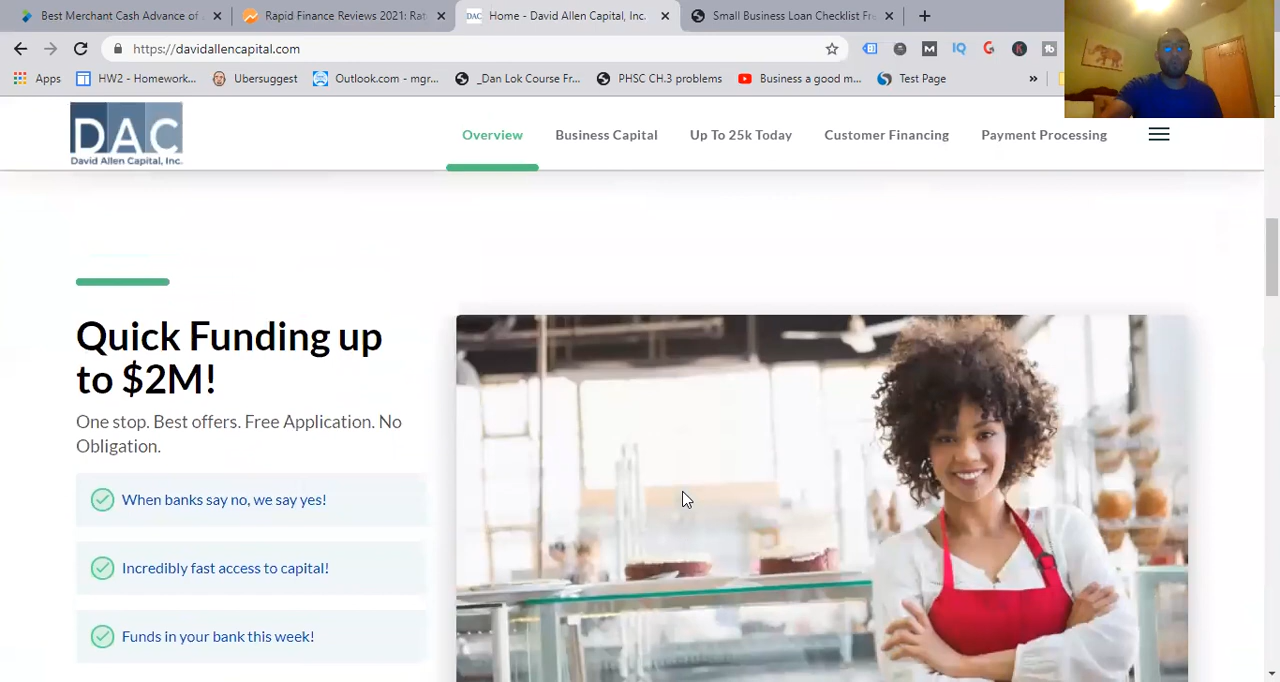 Best Merchant Cash Advance of
Rapid Finance Reviews 2021: Rat
Home - David Allen Capital, Inc.
Small Business Loan Checklist Fre
https://davidallencapital.com
Apps
HW2 - Homework...
Ubersuggest
Outlook.com - mgr...
_Dan Lok Course Fr...
PHSC CH.3 problems
Business a good m...
Test Page
DAC
David Allen Capital, Inc.
Overview
Business Capital
Up To 25k Today
Customer Financing
Payment Processing
Quick Funding up
to $2M!
One stop. Best offers. Free Application. No
Obligation.
When banks say no, we say yes!
Incredibly fast access to capital!
Funds in your bank this week!